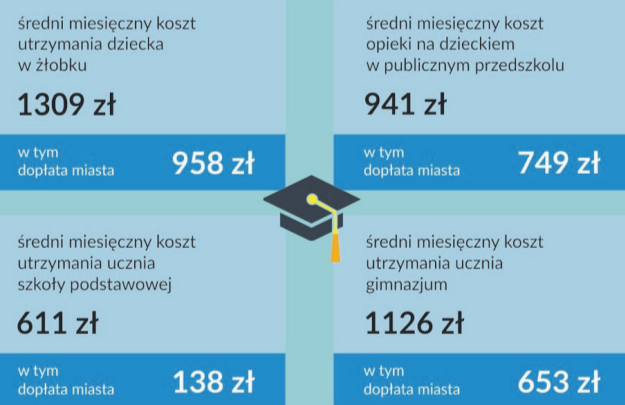 średni miesięczny koszt
utrzymania dziecka
w żłobku
1309 zł
w tym
dopłata miasta
958 zł
średni miesięczny koszt
opieki na dzieckiem
w publicznym przedszkolu
941 zł
w tym
dopłata miasta
749 zł
średni miesięczny koszt
utrzymania ucznia
szkoły podstawowej
611 zł
w tym
dopłata miasta
138 zł
średni miesięczny koszt
utrzymania ucznia
gimnazjum
1126 zł
w tym
dopłata miasta
653 zł